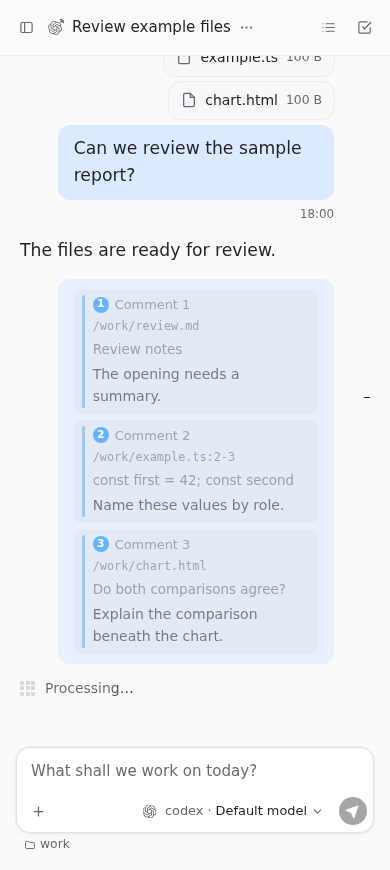 Review example files
example.ts 100 B
chart.html 100 B
Can we review the sample
report?
18:00
The files are ready for review.
1 Comment 1
/work/review.md
Review notes
The opening needs a
summary.
2 Comment 2
/work/example.ts:2-3
const first = 42; const second
Name these values by role.
3 Comment 3
/work/chart.html
Do both comparisons agree?
Explain the comparison
beneath the chart.
Processing...
What shall we work on today?
codex · Default model
work